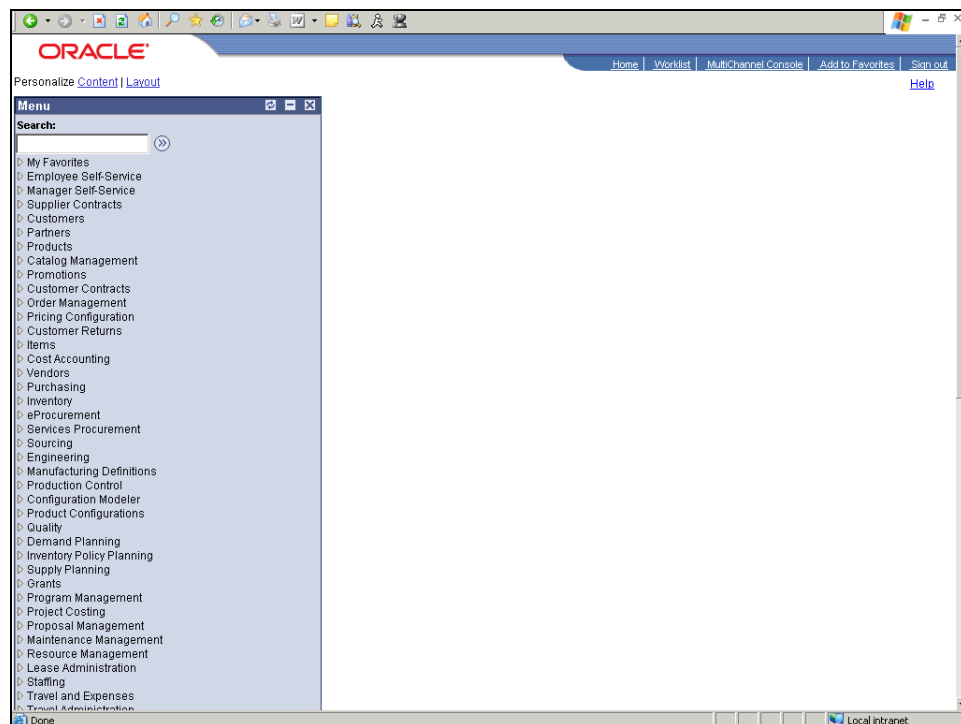 ORACLE'
Home Worklist MultiChannel Console Add to Favorites Sign out
Personalize Content | Layout
Help
Menu
Search:
My Favorites
Employee Self-Service
Manager Self-Service
Supplier Contracts
Customers
Partners
Products
Catalog Management
Promotions
Customer Contracts
Order Management
Pricing Configuration
Customer Returns
Items
Cost Accounting
Vendors
Purchasing
Inventory
eProcurement
Services Procurement
Sourcing
Engineering
Manufacturing Definitions
Production Control
Configuration Modeler
Product Configurations
Quality
Demand Planning
Inventory Policy Planning
Supply Planning
Grants
Program Management
Project Costing
Proposal Management
Maintenance Management
Resource Management
Lease Administration
Staffing
Travel and Expenses
Travel Administration
Done
Local intranet